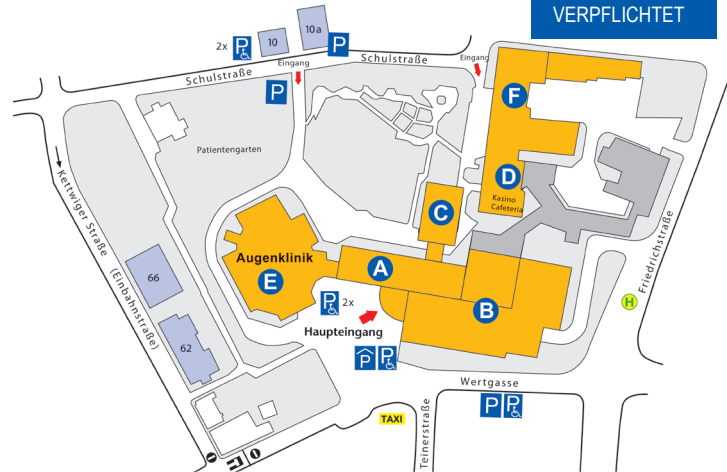 VERPFLICHTET
10a
10
2x
P
P
Eingang
Schulstraße
Schulstraße
Eingang
P
F
Patientengarten
D
Kasino
Cafeteria
C
Kettwiger Straße (Einbahnstraße)
Friedrichstraße
Augenklinik
E
A
66
B
H
P
2x
Haupteingang
62
P
P
Wertgasse
P
P
TAXI
Teinerstraße